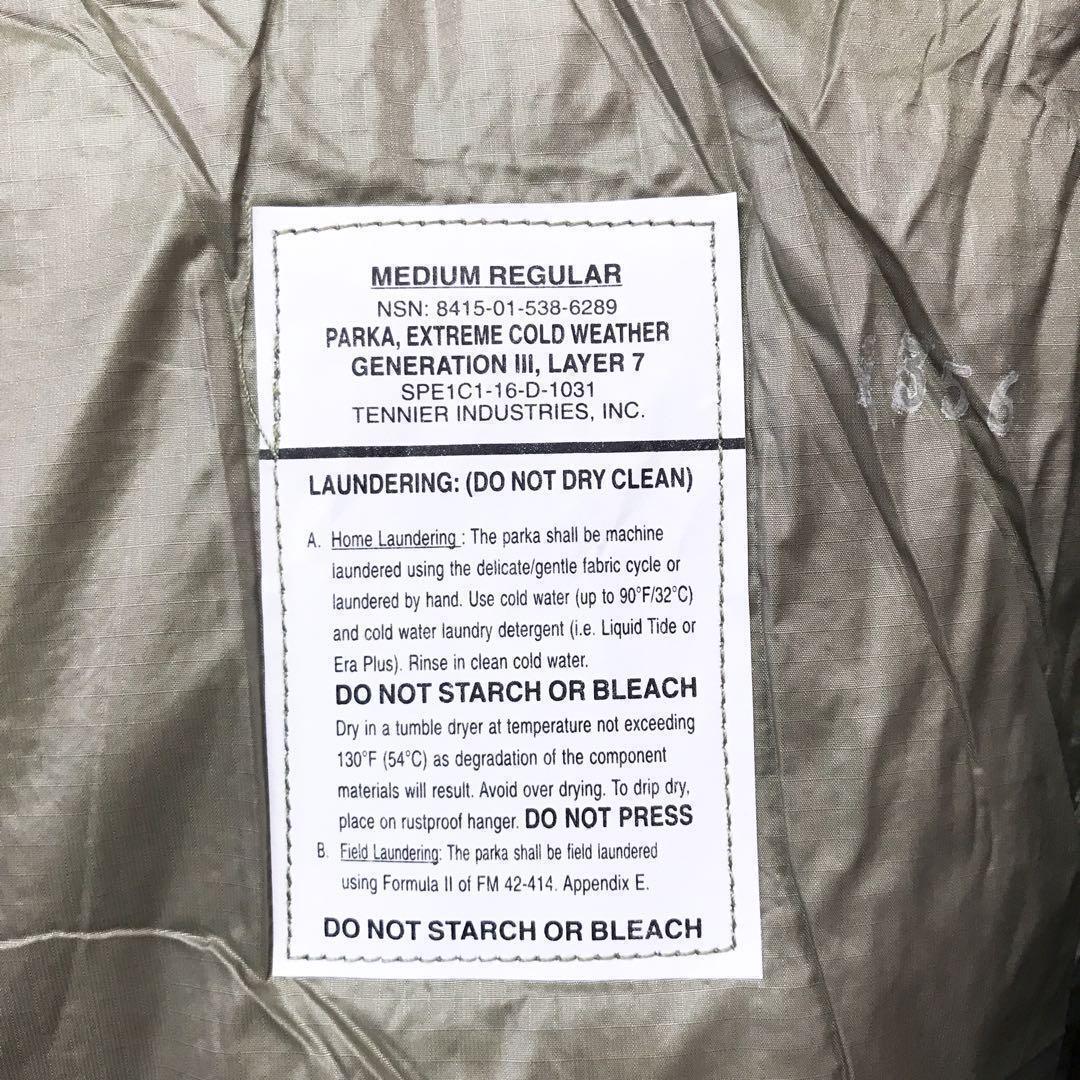 MEDIUM REGULAR
NSN: 8415-01-538-6289
PARKA, EXTREME COLD WEATHER
GENERATION III, LAYER 7
SPE1C1-16-D-1031
TENNIER INDUSTRIES, INC.
LAUNDERING: (DO NOT DRY CLEAN)
A. Home Laundering : The parka shall be machine
laundered using the delicate/gentle fabric cycle or
laundered by hand. Use cold water (up to 90°F/32°C)
and cold water laundry detergent (i.e. Liquid Tide or
Era Plus). Rinse in clean cold water.
DO NOT STARCH OR BLEACH
Dry in a tumble dryer at temperature not exceeding
130°F (54°C) as degradation of the component
materials will result. Avoid over drying. To drip dry,
place on rustproof hanger. DO NOT PRESS
B. Field Laundering: The parka shall be field laundered
using Formula II of FM 42-414. Appendix E.
DO NOT STARCH OR BLEACH
1856